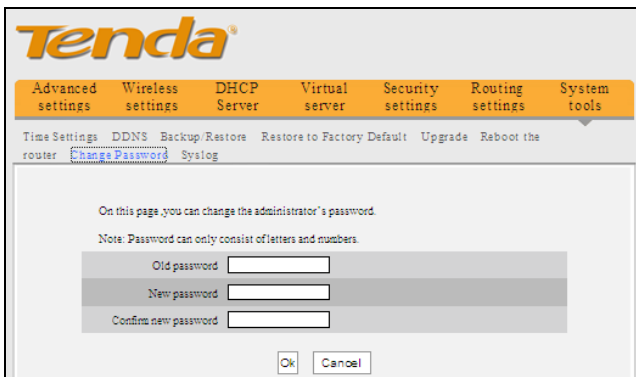 Tenda®
Advanced settings Wireless settings DHCP Server Virtual server Security settings Routing settings System tools
Time Settings DDNS Backup/Restore Restore to Factory Default Upgrade Reboot the
router Change Password Syslog
On this page ,you can change the administrator's password.
Note: Password can only consist of letters and numbers.
Old password
New password
Confirm new password
Ok Cancel